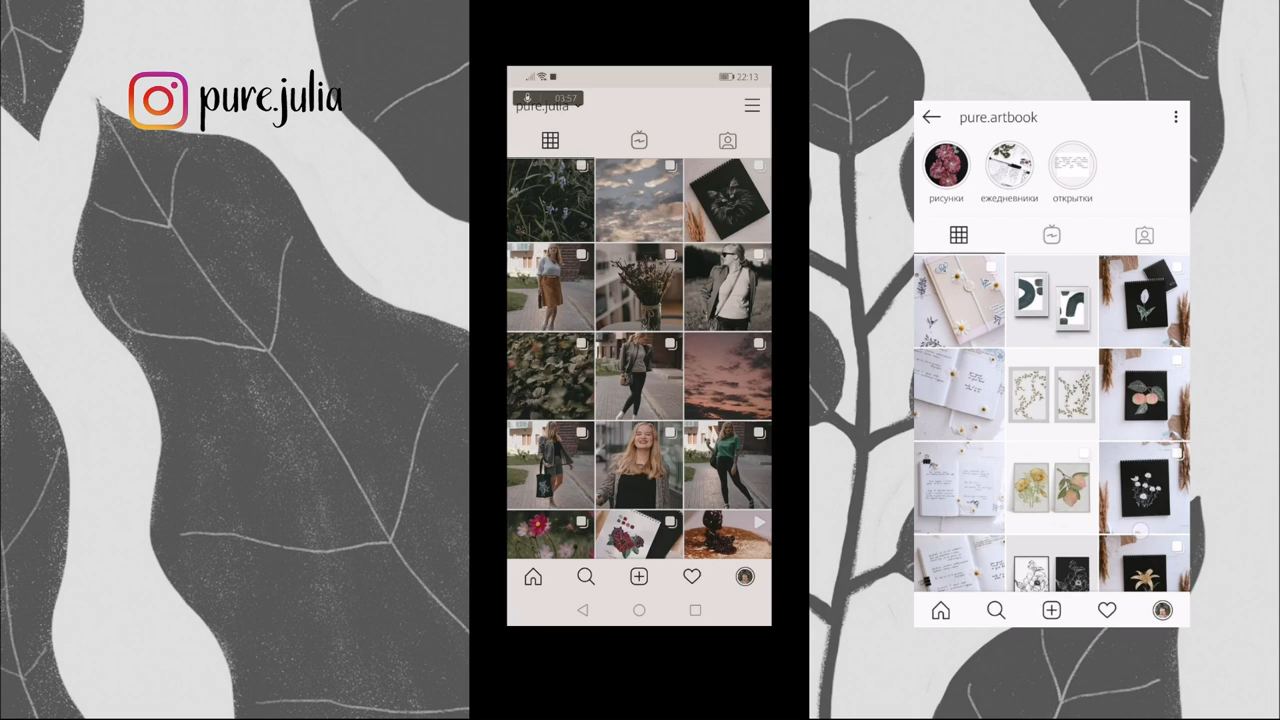 pure.julia
22:13
03:57
pure.julia
pure.artbook
рисунки
ежедневники
открытки